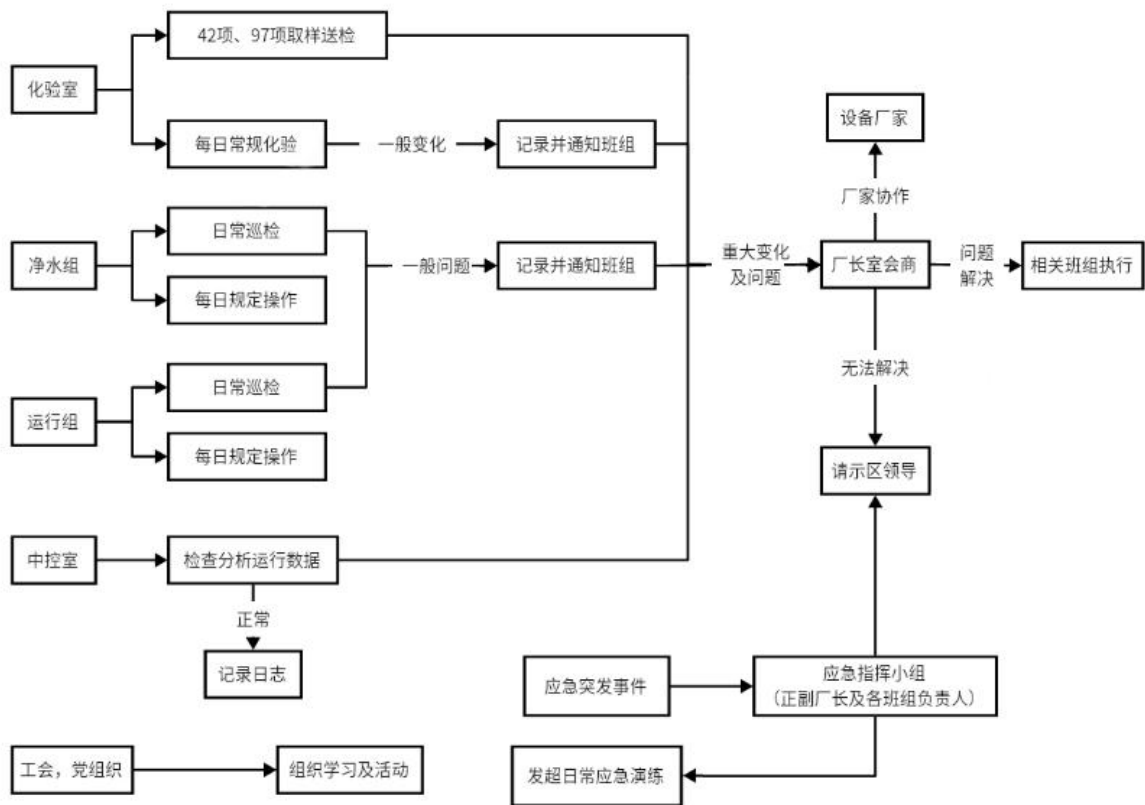 42项、97项取样送检
化验室
每日常规化验
一般变化
记录并通知班组
设备厂家
厂家协作
净水组
日常巡检
每日规定操作
一般问题
记录并通知班组
重大变化
及问题
厂长室会商
问题
解决
相关班组执行
运行组
日常巡检
每日规定操作
无法解决
请示区领导
中控室
检查分析运行数据
正常
记录日志
应急突发事件
应急指挥小组
（正副厂长及各班组负责人）
工会，党组织
组织学习及活动
发超日常应急演练